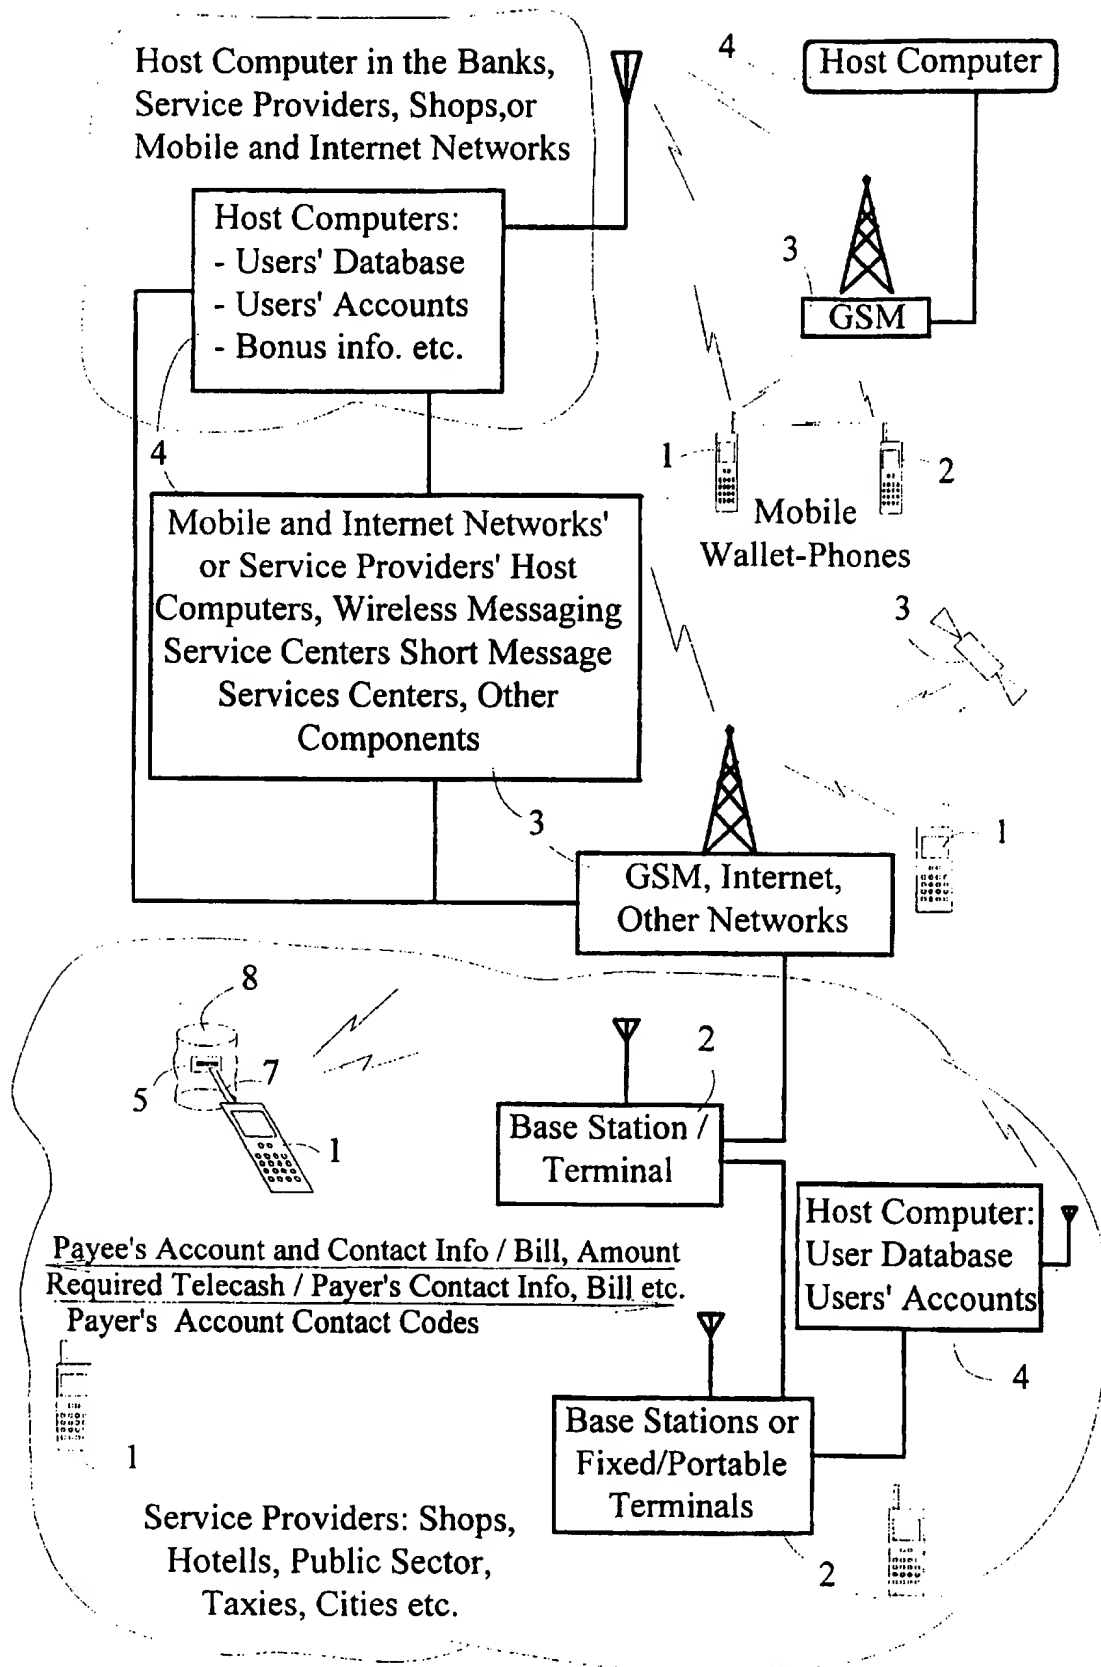 Host Computer in the Banks,
Service Providers, Shops,or
Mobile and Internet Networks
4
Host Computer
Host Computers:
- Users' Database
- Users' Accounts
- Bonus info. etc.
3
GSM
4
1
2
Mobile
Wallet-Phones
Mobile and Internet Networks'
or Service Providers' Host
Computers, Wireless Messaging
Service Centers Short Message
Services Centers, Other
Components
3
3
1
GSM, Internet,
Other Networks
8
5
7
1
2
Base Station /
Terminal
Host Computer:
User Database
Users' Accounts
Payee's Account and Contact Info / Bill, Amount
Required Telecash / Payer's Contact Info, Bill etc.
Payer's Account Contact Codes
4
1
Base Stations or
Fixed/Portable
Terminals
2
Service Providers: Shops,
Hotells, Public Sector,
Taxies, Cities etc.